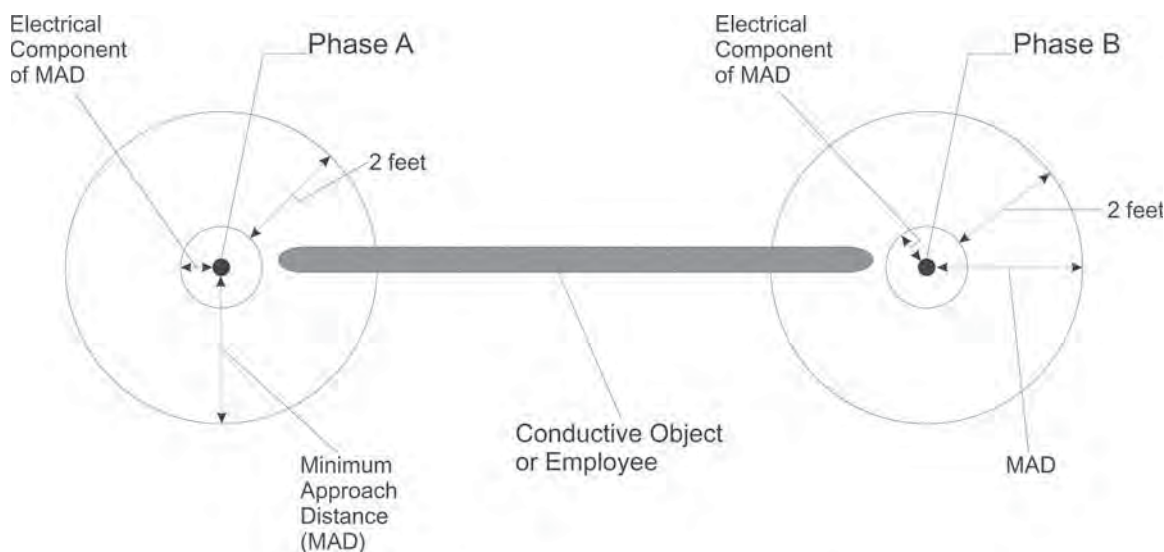 Electrical
Component
of MAD
Phase A
Electrical
Component
of MAD
Phase B
2 feet
2 feet
Conductive Object
or Employee
Minimum
Approach
Distance
(MAD)
MAD